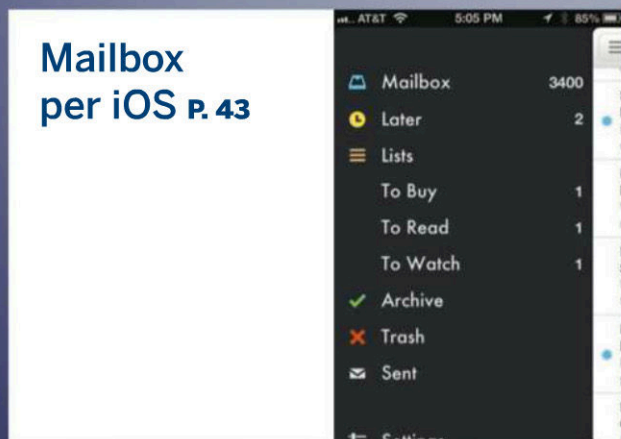 Mailbox
per iOS P. 43
AT&T 5:05 PM 85%
Mailbox 3400
Later 2
Lists
To Buy 1
To Read 1
To Watch 1
Archive
Trash
Sent
Settings